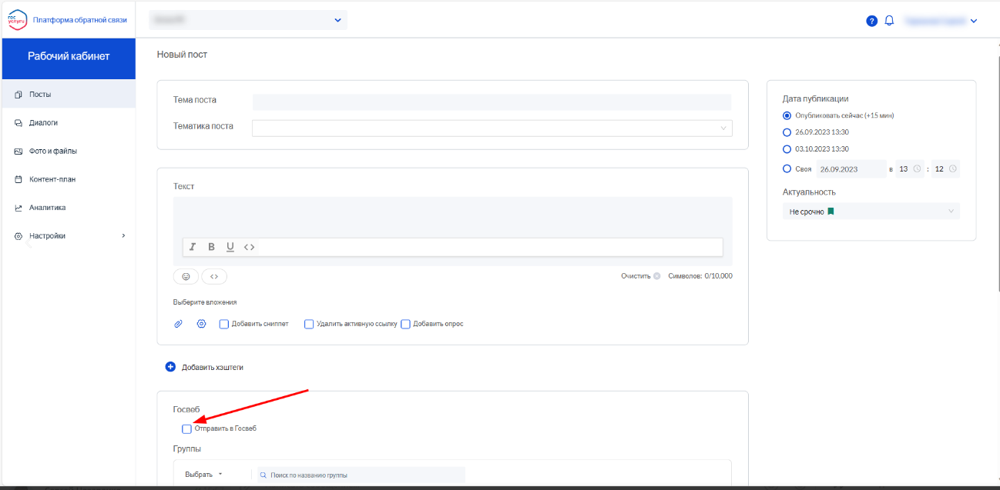 гос
услуги
Платформа обратной связи
?
Рабочий кабинет
Посты
Диалоги
Фото и файлы
Контент-план
Аналитика
Настройки
Новый пост
Тема поста
Тематика поста
Текст
I B U <>
<>
Очистить Символов: 0/10,000
Выберите вложения
Добавить сниппет Удалить активную ссылку Добавить опрос
Добавить хэштеги
Госвеб
Отправить в Госвеб
Группы
Выбрать Поиск по названию группы
Дата публикации
Опубликовать сейчас (+15 мин)
26.09.2023 13:30
03.10.2023 13:30
Своя 26.09.2023 в 13 : 12
Актуальность
Не срочно